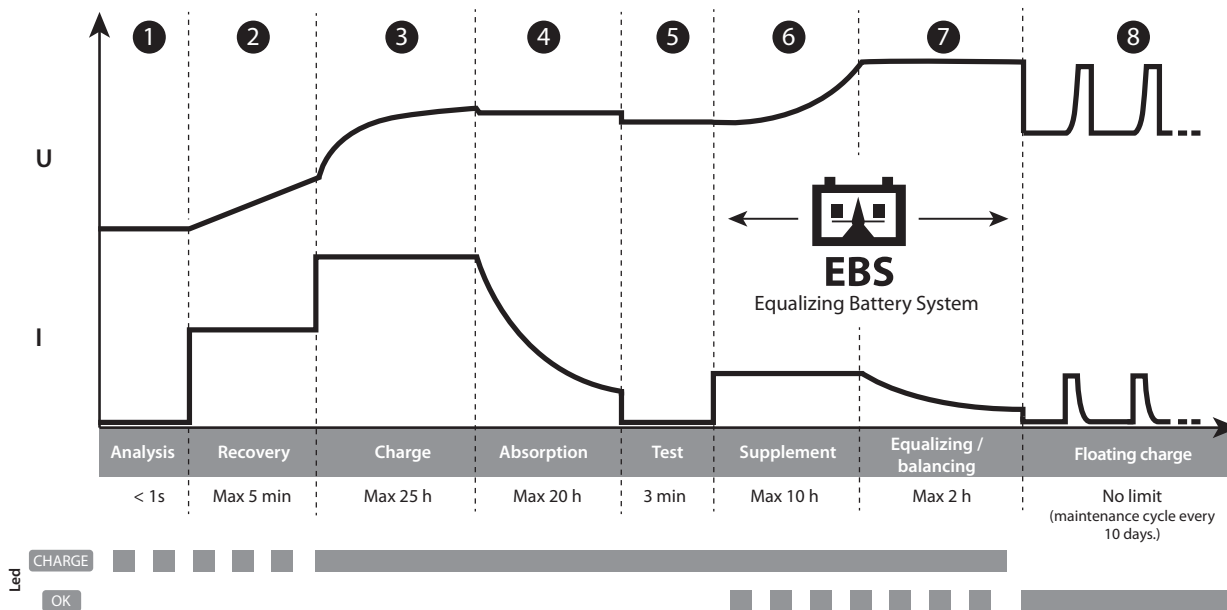 1 2 3 4 5 6 7 8
U
EBS
Equalizing Battery System
I
Analysis Recovery Charge Absorption Test Supplement Equalizing / balancing Floating charge
< 1s Max 5 min Max 25 h Max 20 h 3 min Max 10 h Max 2 h No limit
(maintenance cycle every
10 days.)
Led
CHARGE
OK